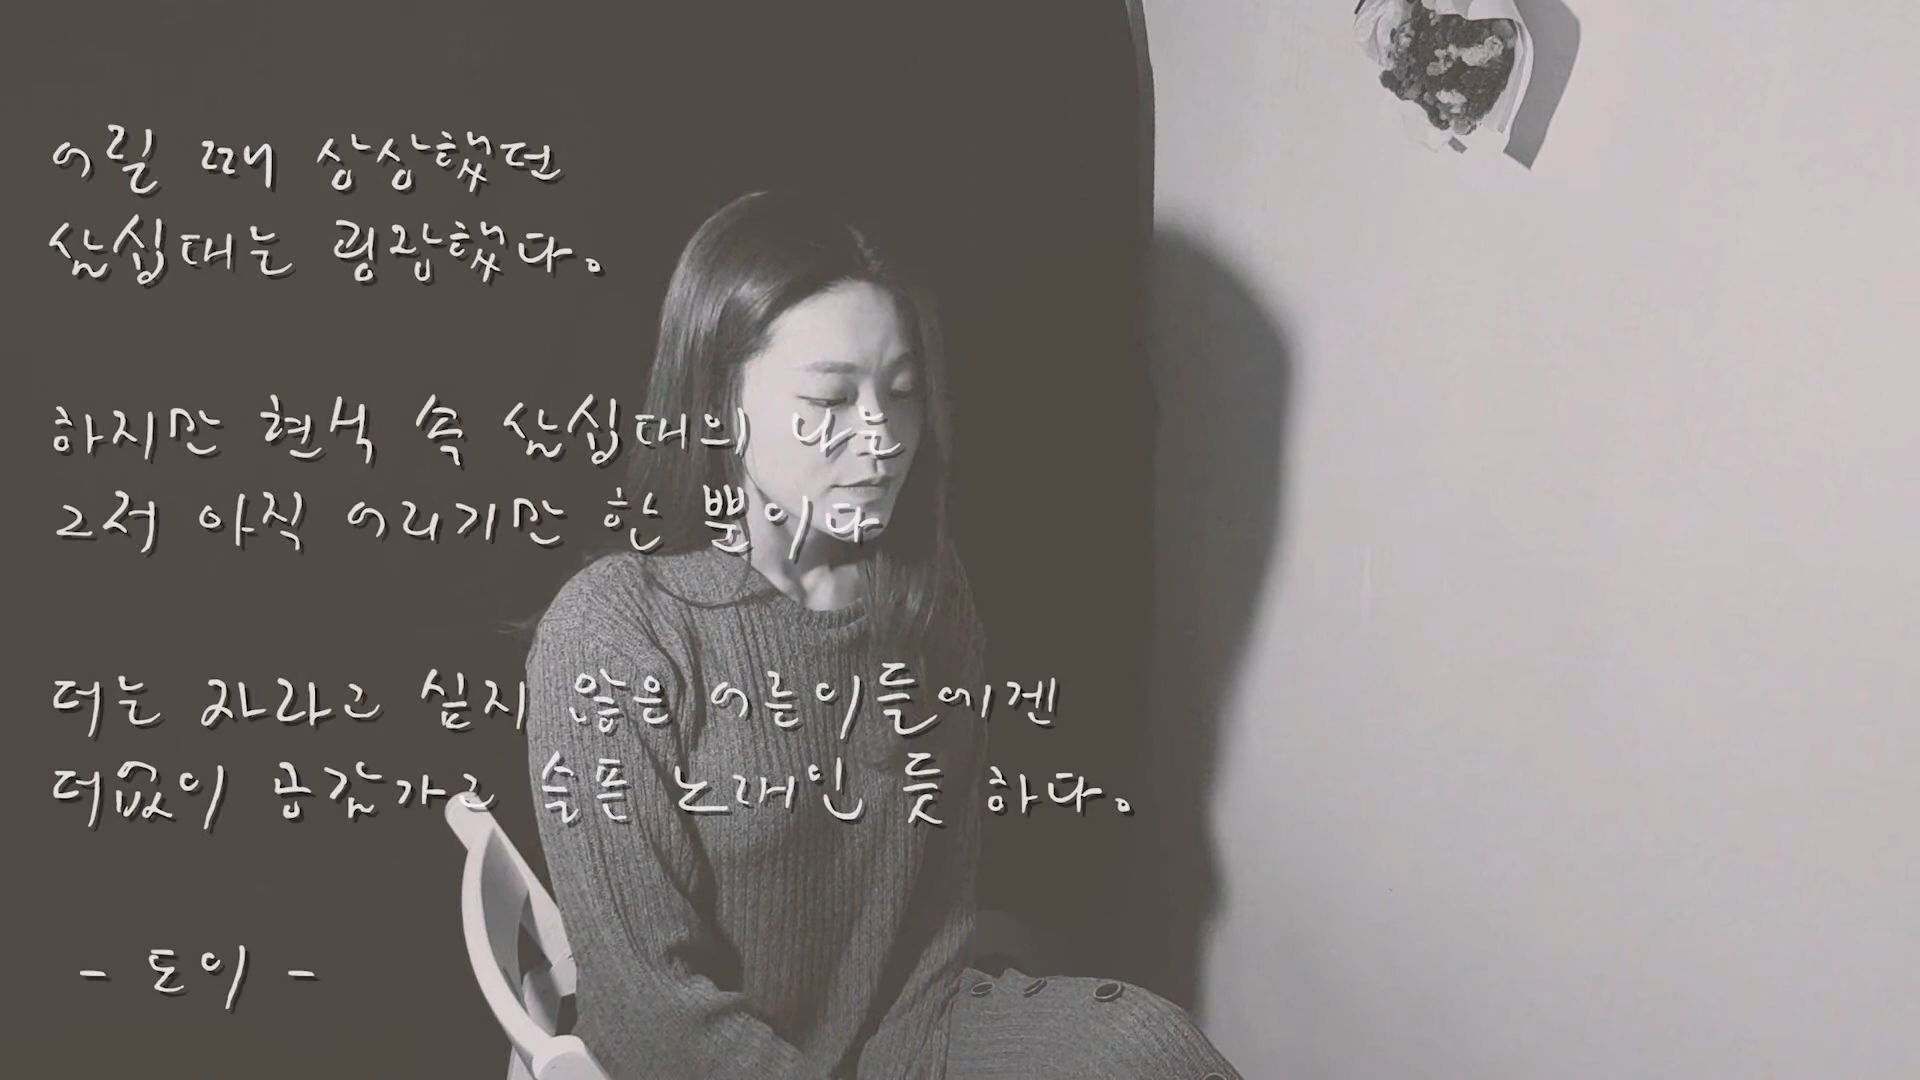 어릴 때 상상했던
삼십대는 굉장했다。
하지만 현실 속 삼십대의 나는
그저 아직 어리기만 한 뿐이다
더는 자라고 싶지 않은 어른이들에겐
더없이 공감가고 슬픈 노래인 듯 하다。
- 토이 -